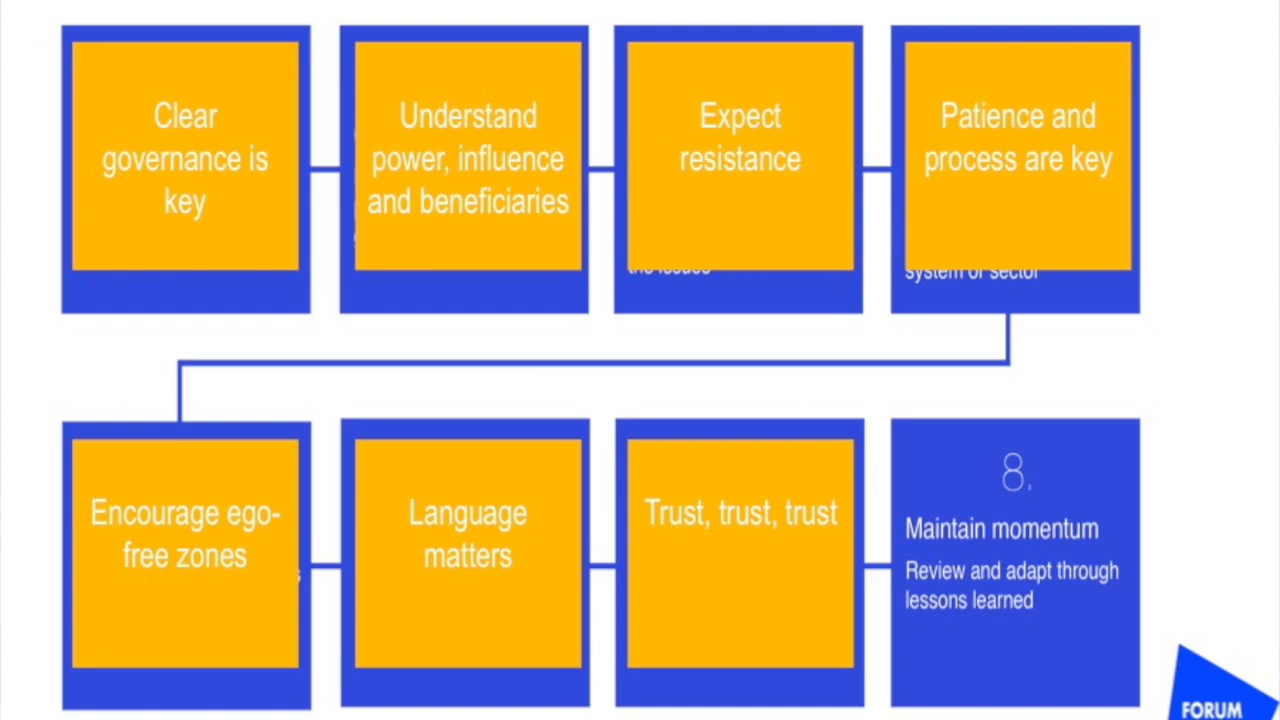 Clear
governance is
key
Understand
power, influence
and beneficiaries
Expect
resistance
the issues
Patience and
process are key
system or sector
Encourage ego-
free zones
Language
matters
Trust, trust, trust
8.
Maintain momentum
Review and adapt through
lessons learned
FORUM